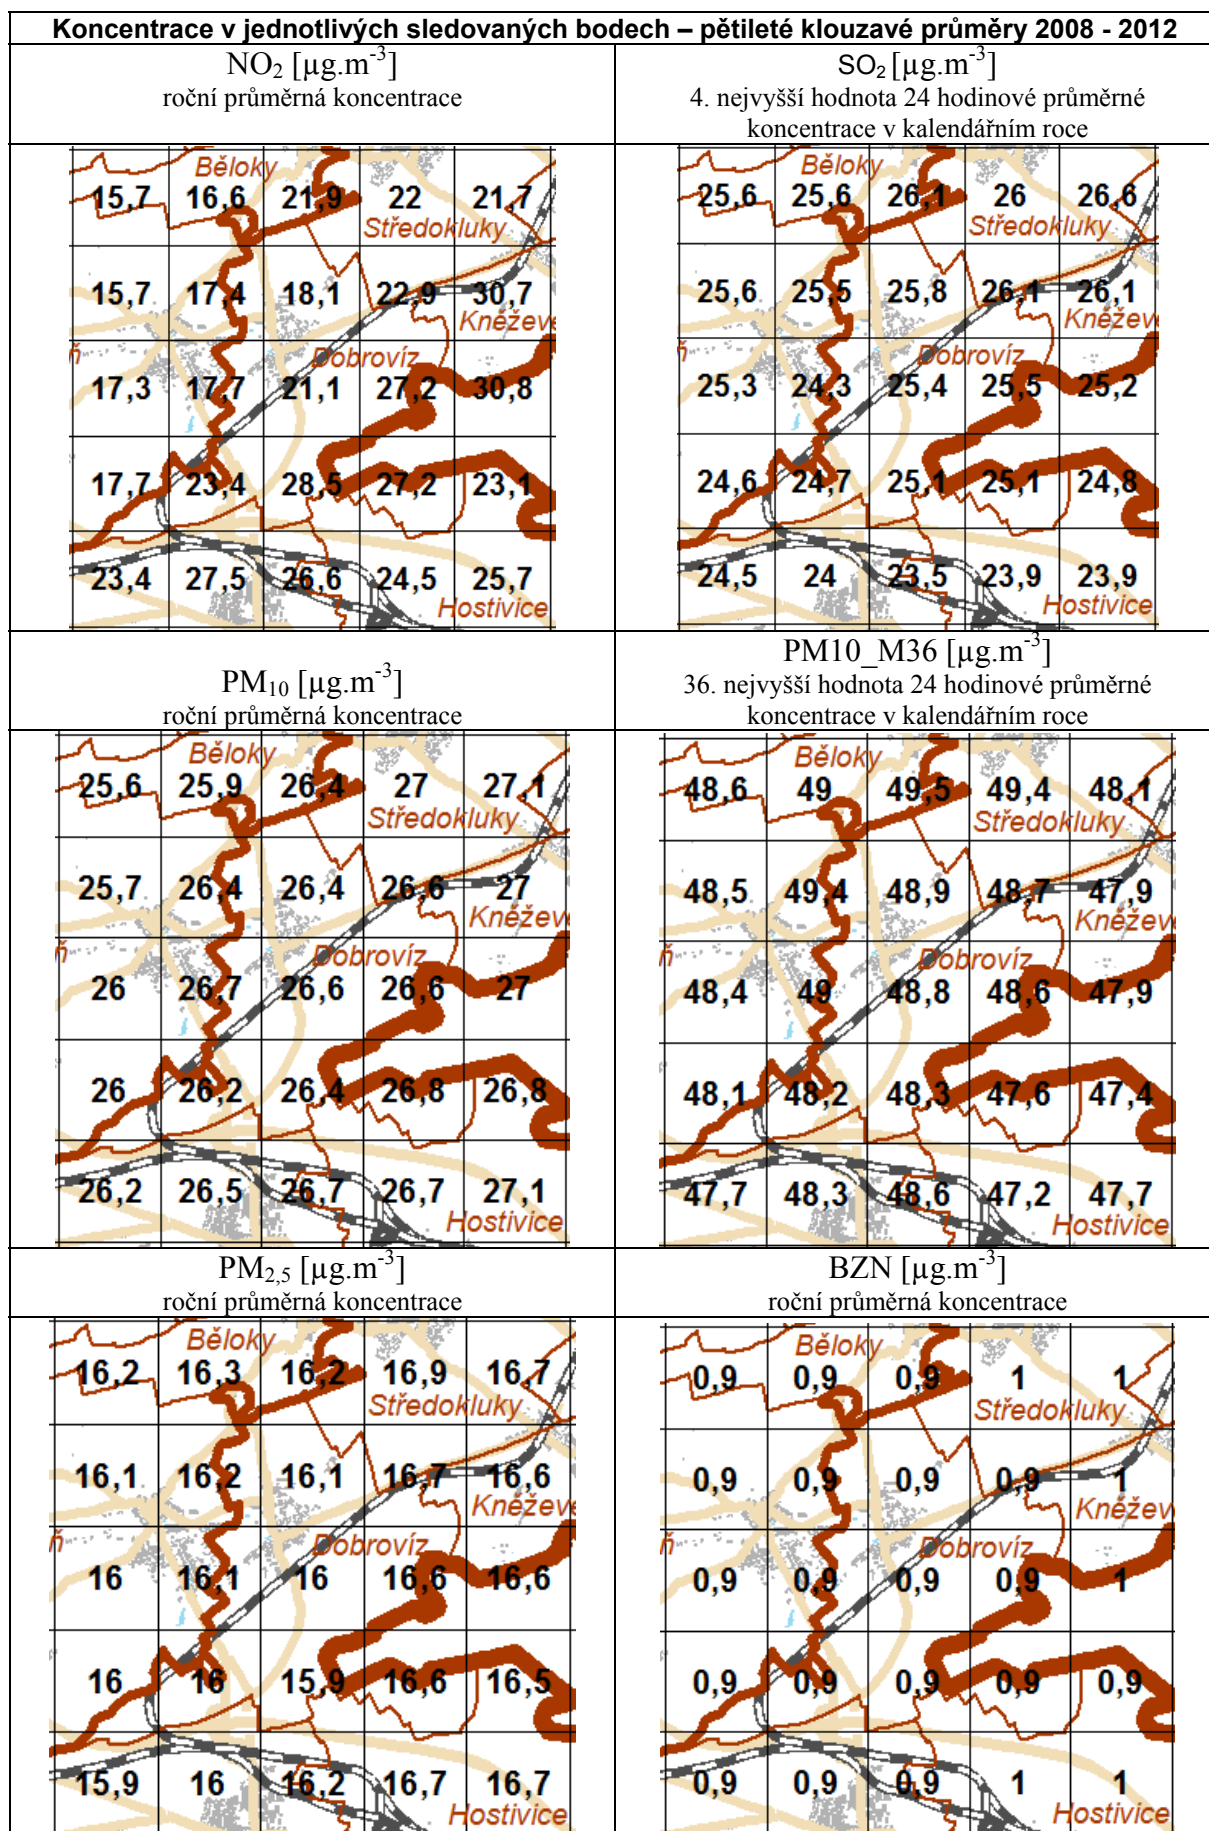 Koncentrace v jednotlivých sledovaných bodech – pětileté klouzavé průměry 2008 - 2012
NO₂ [µg.m⁻³]
roční průměrná koncentrace
SO₂ [µg.m⁻³]
4. nejvyšší hodnota 24 hodinové průměrné
koncentrace v kalendářním roce
Běloky
15,7 16,6 21,9 22 21,7
Středokluky
15,7 17,4 18,1 22,9 30,7
Kněžev
ň Dobrovíz
17,3 17,7 21,1 27,2 30,8
17,7 23,4 28,5 27,2 23,1
23,4 27,5 26,6 24,5 25,7
Hostivice
Běloky
25,6 25,6 26,1 26 26,6
Středokluky
25,6 25,5 25,8 26,1 26,1
Kněžev
ň Dobrovíz
25,3 24,3 25,4 25,5 25,2
24,6 24,7 25,1 25,1 24,8
24,5 24 23,5 23,9 23,9
Hostivice
PM₁₀ [µg.m⁻³]
roční průměrná koncentrace
PM10_M36 [µg.m⁻³]
36. nejvyšší hodnota 24 hodinové průměrné
koncentrace v kalendářním roce
Běloky
25,6 25,9 26,4 27 27,1
Středokluky
25,7 26,4 26,4 26,6 27
Kněžev
ň Dobrovíz
26 26,7 26,6 26,6 27
26 26,2 26,4 26,8 26,8
26,2 26,5 26,7 26,7 27,1
Hostivice
Běloky
48,6 49 49,5 49,4 48,1
Středokluky
48,5 49,4 48,9 48,7 47,9
Kněžev
ň Dobrovíz
48,4 49 48,8 48,6 47,9
48,1 48,2 48,3 47,6 47,4
47,7 48,3 48,6 47,2 47,7
Hostivice
PM₂,₅ [µg.m⁻³]
roční průměrná koncentrace
BZN [µg.m⁻³]
roční průměrná koncentrace
Běloky
16,2 16,3 16,2 16,9 16,7
Středokluky
16,1 16,2 16,1 16,7 16,6
Kněžev
ň Dobrovíz
16 16,1 16 16,6 16,6
16 16 15,9 16,6 16,5
15,9 16 16,2 16,7 16,7
Hostivice
Běloky
0,9 0,9 0,9 1 1
Středokluky
0,9 0,9 0,9 0,9 1
Kněžev
ň Dobrovíz
0,9 0,9 0,9 0,9 1
0,9 0,9 0,9 0,9 0,9
0,9 0,9 0,9 1 1
Hostivice